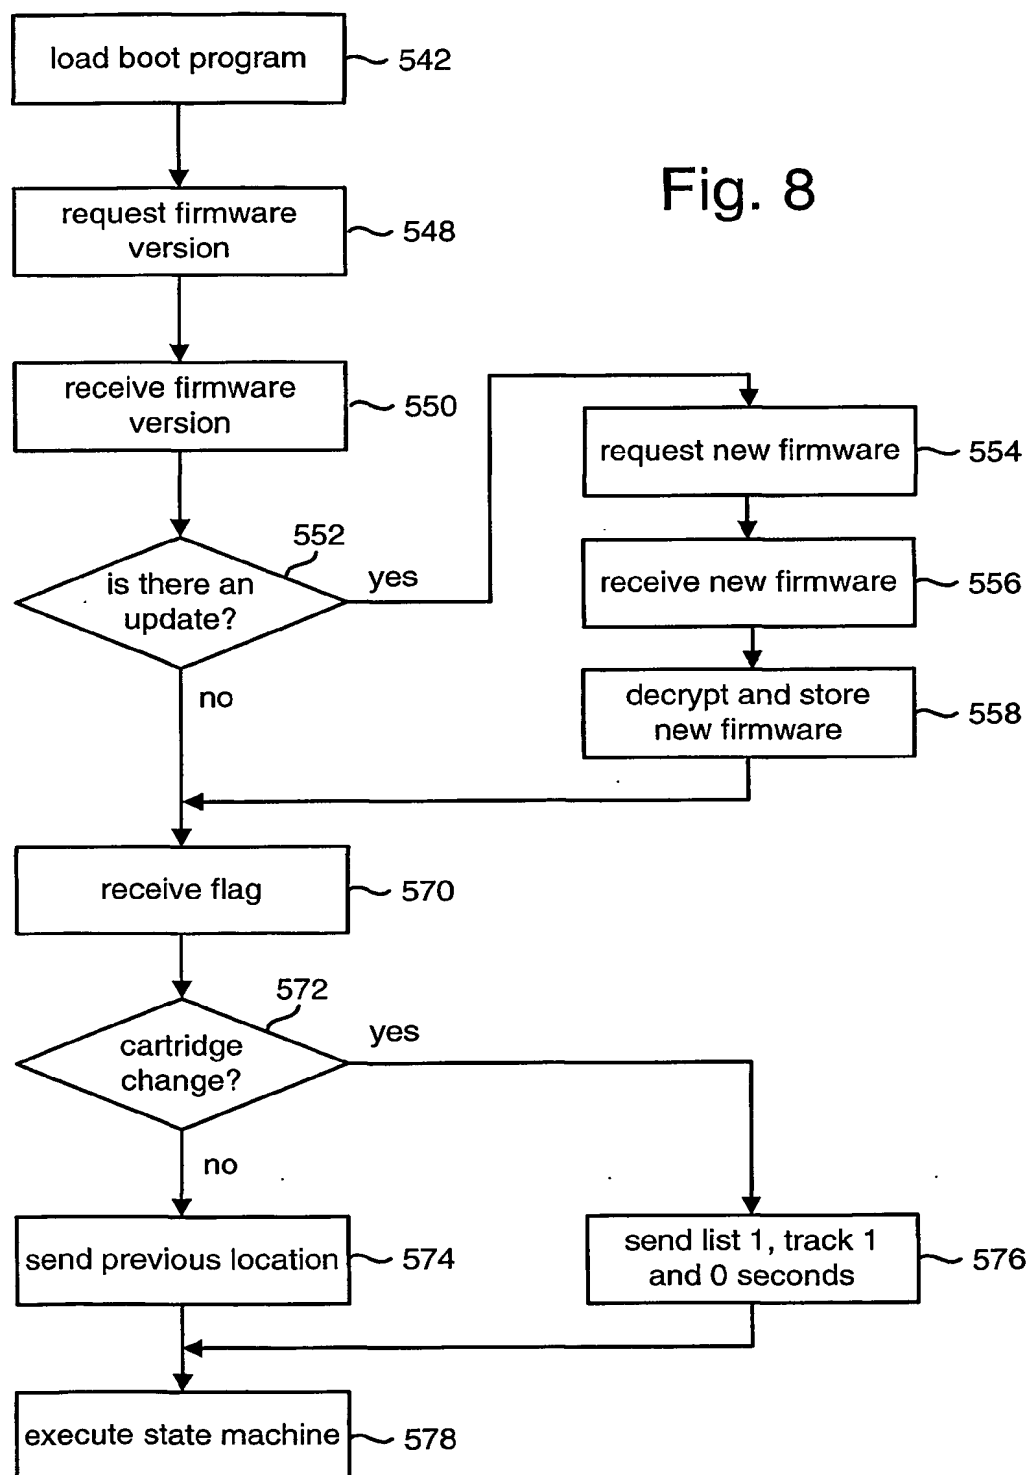 load boot program
542
Fig. 8
request firmware
version
548
receive firmware
version
550
request new firmware
554
552
is there an
update?
yes
receive new firmware
556
no
decrypt and store
new firmware
558
receive flag
570
572
cartridge
change?
yes
no
send previous location
574
send list 1, track 1
and 0 seconds
576
execute state machine
578